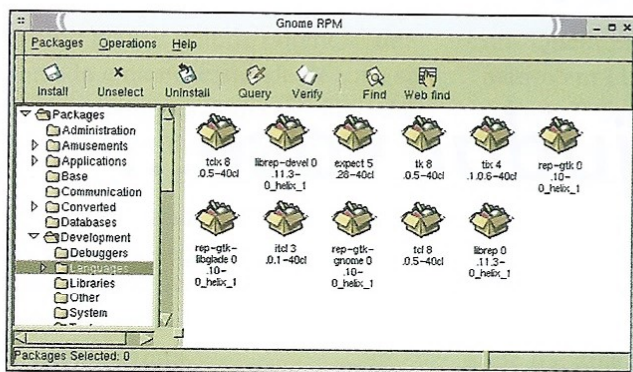 Gnome RPM
Packages Operations Help
Install Unselect Uninstall Query Verify Find Web find
Packages
Administration
Amusements
Applications
Base
Communication
Converted
Databases
Development
Debuggers
Languages
Libraries
Other
System
tclx 8
.0.5-40cl
librep-devel 0
.11.3-
0_helix_1
expect 5
.28-40cl
tk 8
.0.5-40cl
tix 4
.1.0.6-40cl
rep-gtk 0
.10-
0_helix_1
rep-gtk-
libglade 0
.10-
0_helix_1
itcl 3
.0.1-40cl
rep-gtk-
gnome 0
.10-
0_helix_1
tcl 8
.0.5-40cl
librep 0
.11.3-
0_helix_1
Packages Selected: 0